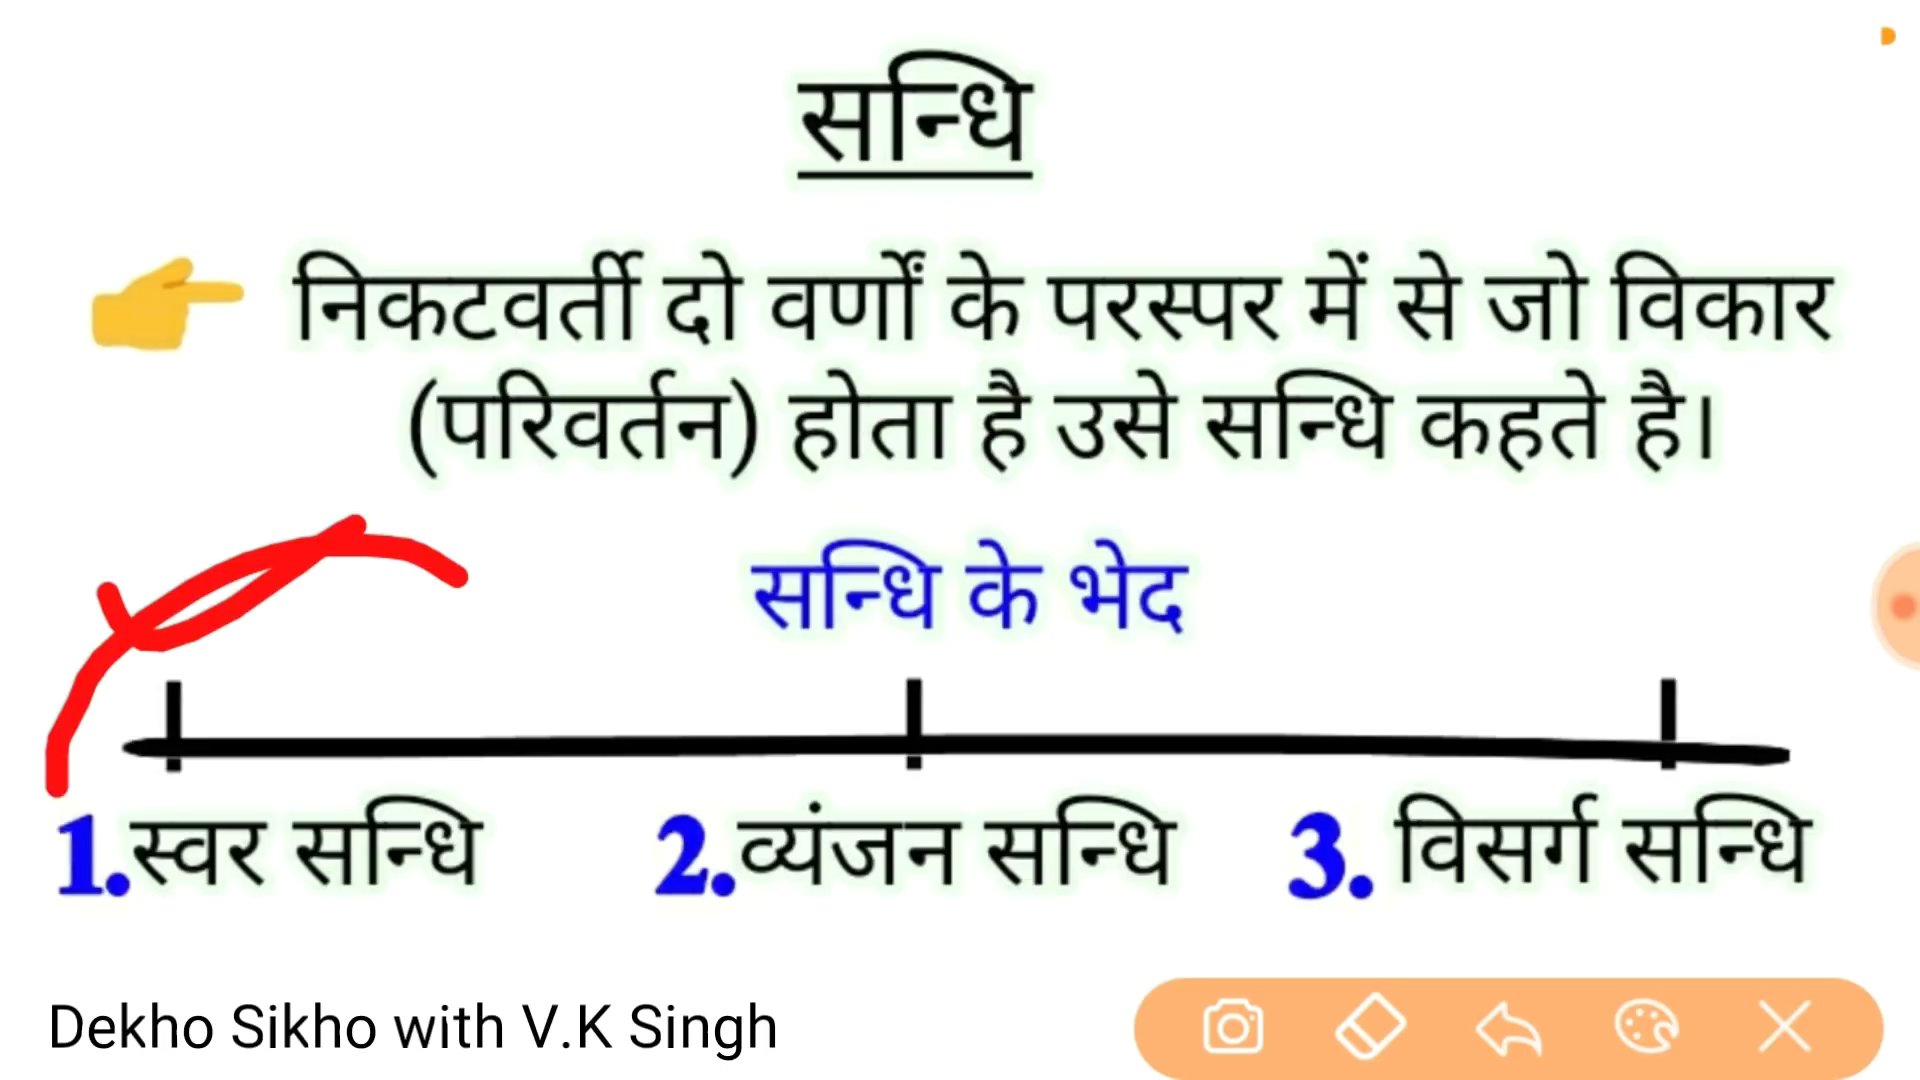 सन्धि
निकटवर्ती दो वर्णों के परस्पर में से जो विकार
(परिवर्तन) होता है उसे सन्धि कहते है।
सन्धि के भेद
1.स्वर सन्धि 2.व्यंजन सन्धि 3. विसर्ग सन्धि
Dekho Sikho with V.K Singh